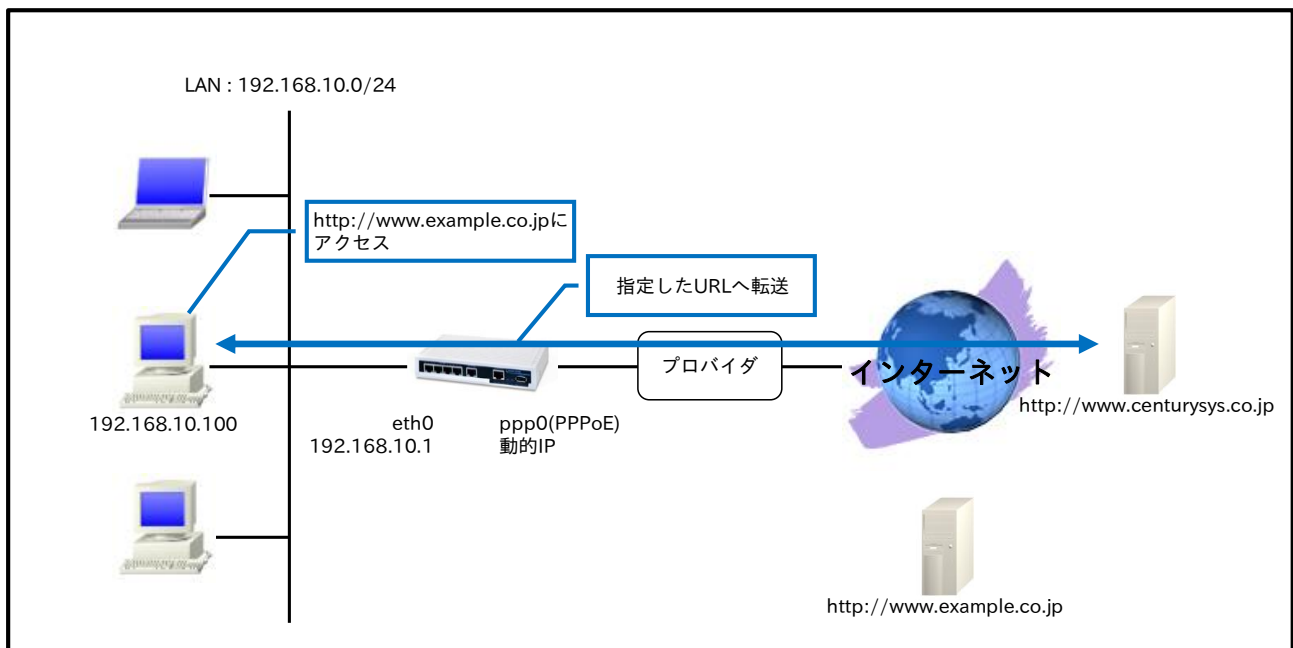 LAN : 192.168.10.0/24
http://www.example.co.jpに
アクセス
指定したURLへ転送
プロバイダ
インターネット
http://www.centurysys.co.jp
192.168.10.100
eth0
192.168.10.1
ppp0(PPPoE)
動的IP
http://www.example.co.jp